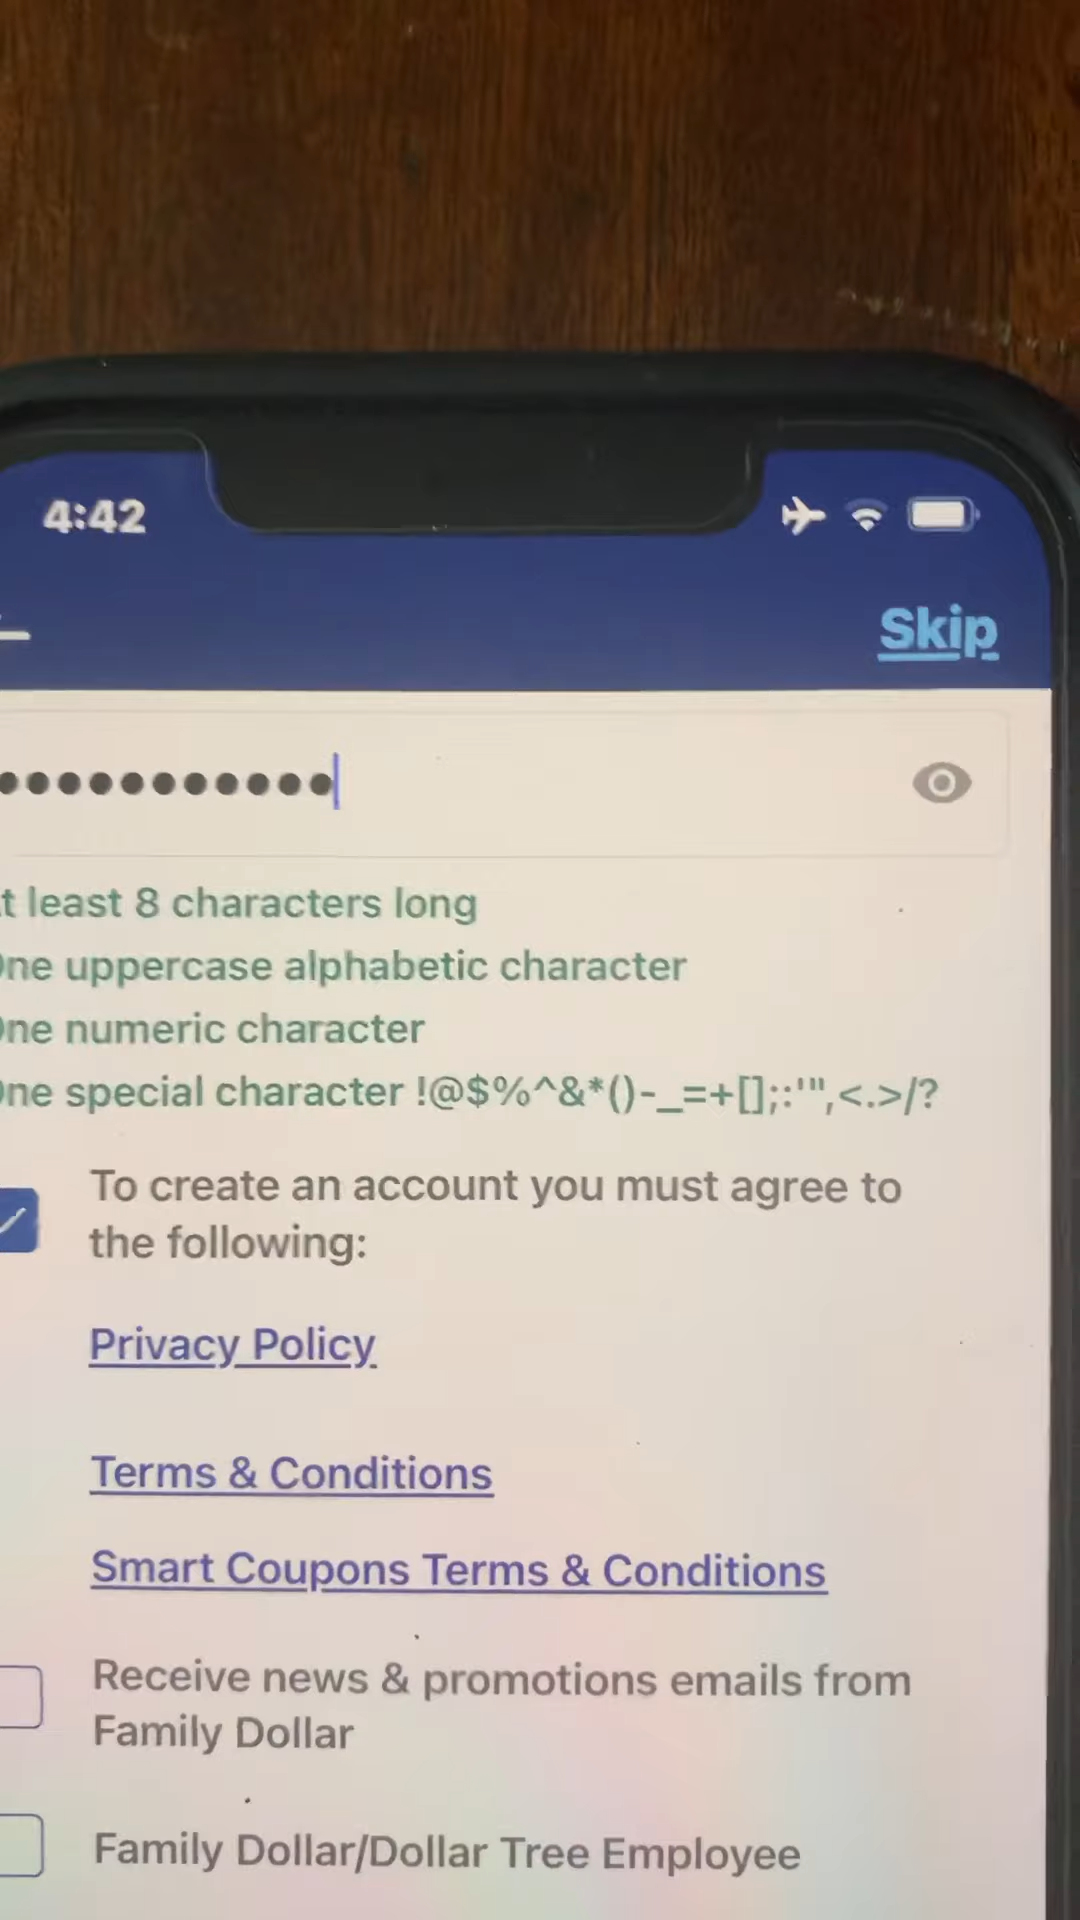 4:42
Skip
t least 8 characters long
ne uppercase alphabetic character
ne numeric character
ne special character !@$%^&*()-_=+[];:'",<.>/?
To create an account you must agree to
the following:
Privacy Policy
Terms & Conditions
Smart Coupons Terms & Conditions
Receive news & promotions emails from
Family Dollar
Family Dollar/Dollar Tree Employee